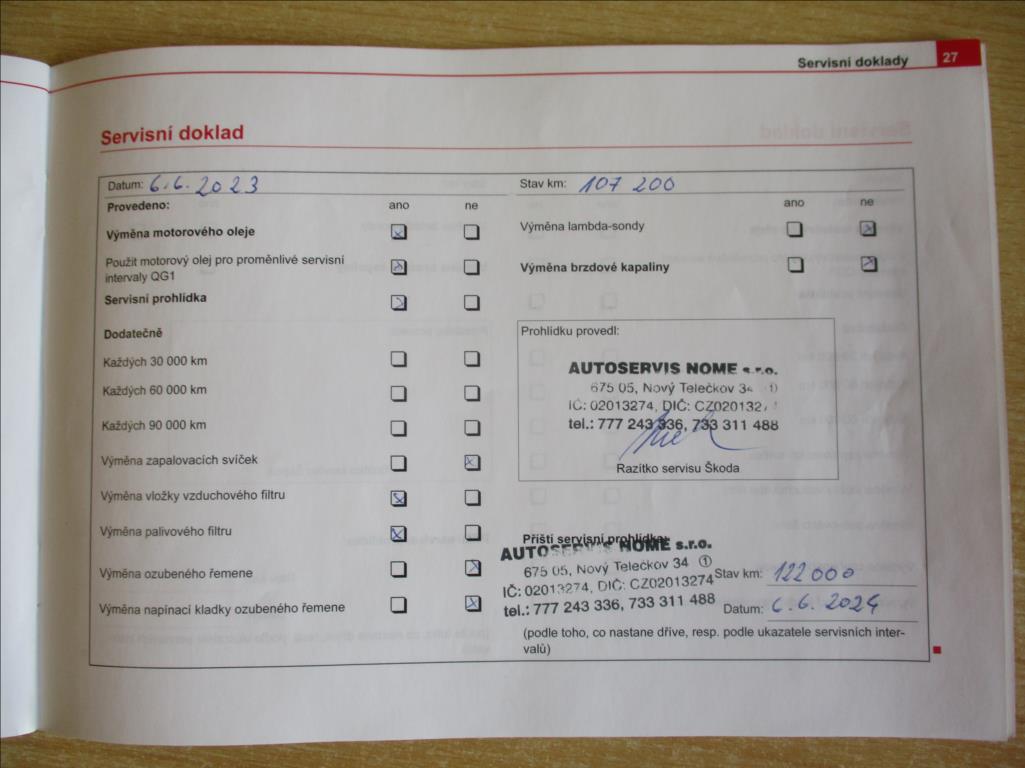 Servisní doklady 27
Servisní doklad
Datum: 6.6.2023
Stav km: 107 200
Provedeno: ano ne
ano ne
Výměna motorového oleje
Výměna lambda-sondy
Použit motorový olej pro proměnlivé servisní
intervaly QG1
Výměna brzdové kapaliny
Servisní prohlídka
Dodatečně
Každých 30 000 km
Každých 60 000 km
Každých 90 000 km
Výměna zapalovacích svíček
Výměna vložky vzduchového filtru
Výměna palivového filtru
Výměna ozubeného řemene
Výměna napínací kladky ozubeného řemene
Prohlídku provedl:
AUTOSERVIS NOME s.r.o.
675 05, Nový Telečkov 34
IČ: 02013274, DIČ:
tel.: 777 243 336, 733 311 488
Razítko servisu Škoda
Příští servisní prohlídka:
AUTOSERVIS NOME s.r.o.
675 05, Nový Telečkov 34 ①
IČ: 02013274, DIČ: CZ02013274
tel.: 777 243 336, 733 311 488
Stav km: 122 000
Datum: 6.6.2024
(podle toho, co nastane dříve, resp. podle ukazatele servisních inter-
valů)